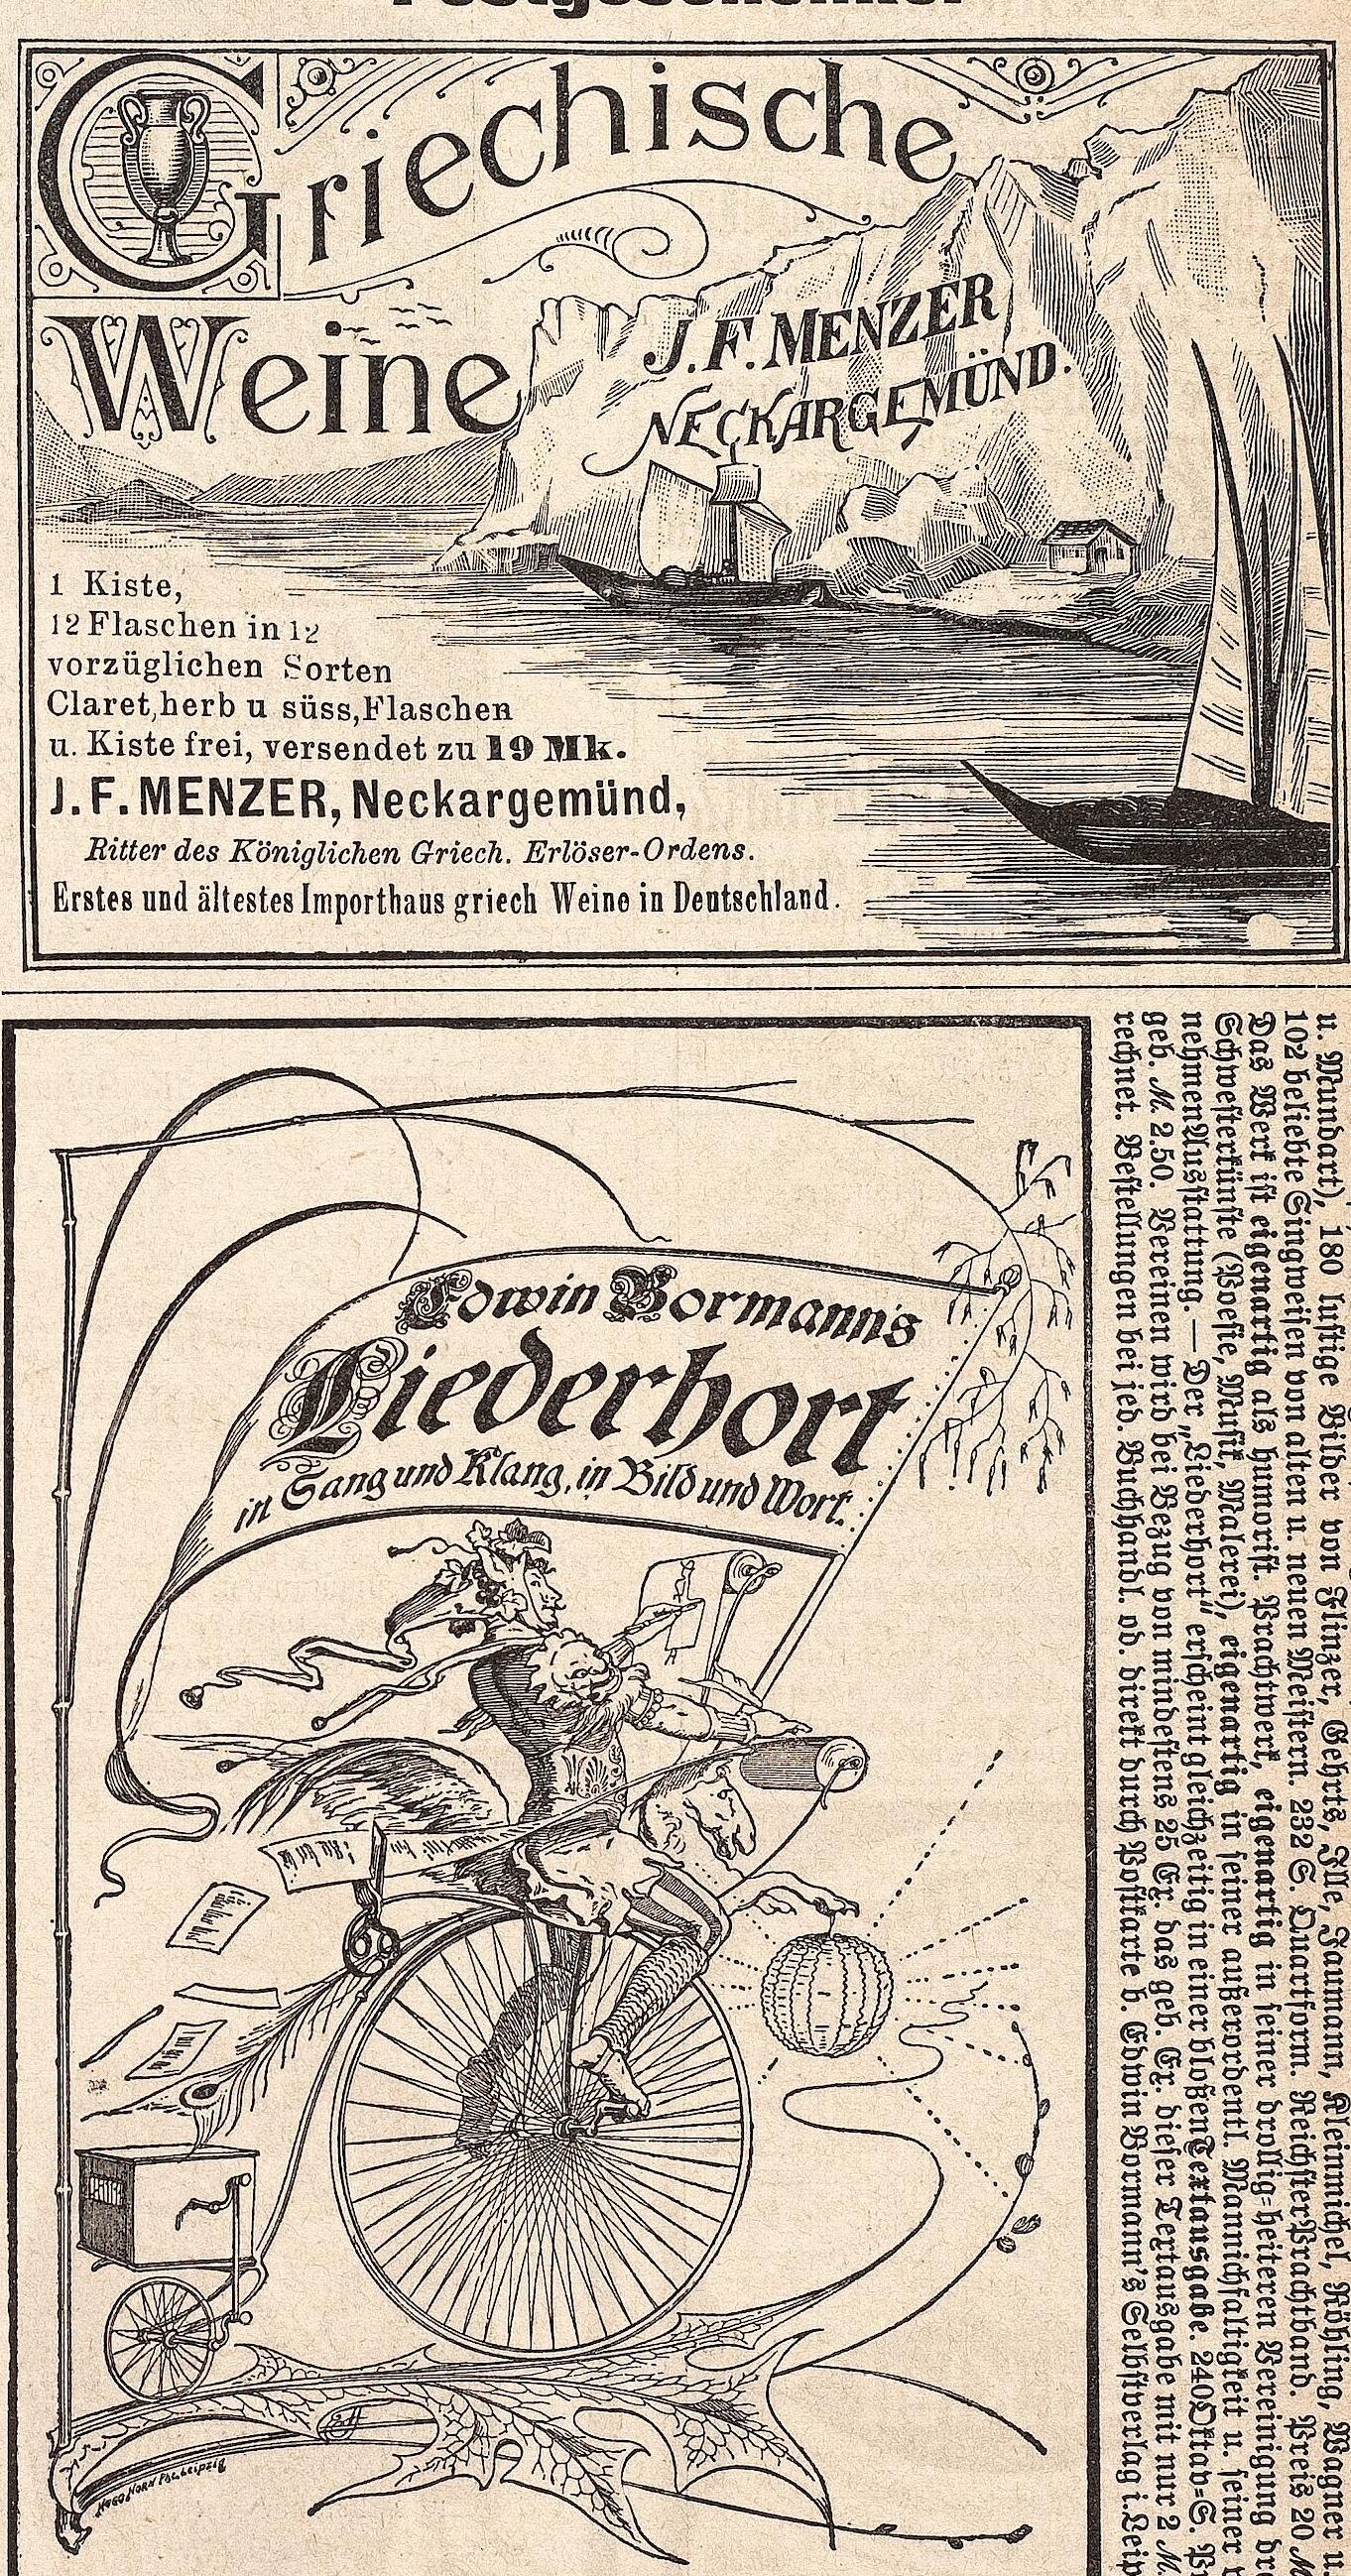 Griechische
Weine
J. F. MENZER
NECKARGEMÜND.
1 Kiste,
12 Flaschen in 12
vorzüglichen Sorten
Claret, herb u süss, Flaschen
u. Kiste frei, versendet zu 19 Mk.
J. F. MENZER, Neckargemünd,
Ritter des Königlichen Griech. Erlöser-Ordens.
Erstes und ältestes Importhaus griech Weine in Deutschland.
Edwin Bormann's
Liederhort
in Sang und Klang, in Bild und Wort.
HUGO HORN Leipzig
u. Mundart), 180 lustige Bilder von Flinzer, Gehrts, Ille, Jaumann, Kleinmichel, Röhling, Wagner u.
102 beliebte Singweisen von alten u. neuen Meistern. 232 S. Quartform. Reichster Prachtband. Preis 20 M
Das Werk ist eigenartig als humorist. Prachtwerk, eigenartig in seiner drollig-heiteren Vereinigung
Schwesterkünste (Poesie, Musik, Malerei), eigenartig in seiner außerordentl. Mannichfaltigkeit u. seiner
nehmen Ausstattung. — Der „Liederhort“ erscheint gleichzeitig in einer bloßen Textausgabe. 240 Oktav-S.
geb. M. 2.50. Vereinen wird bei Bezug von mindestens 25 Ex. das geb. Ex. dieser Textausgabe mit nur 2 M.
rechnet. Bestellungen bei jed. Buchhandl. od. direkt durch Postkarte b. Edwin Bormann's Selbstverlag i. Leip